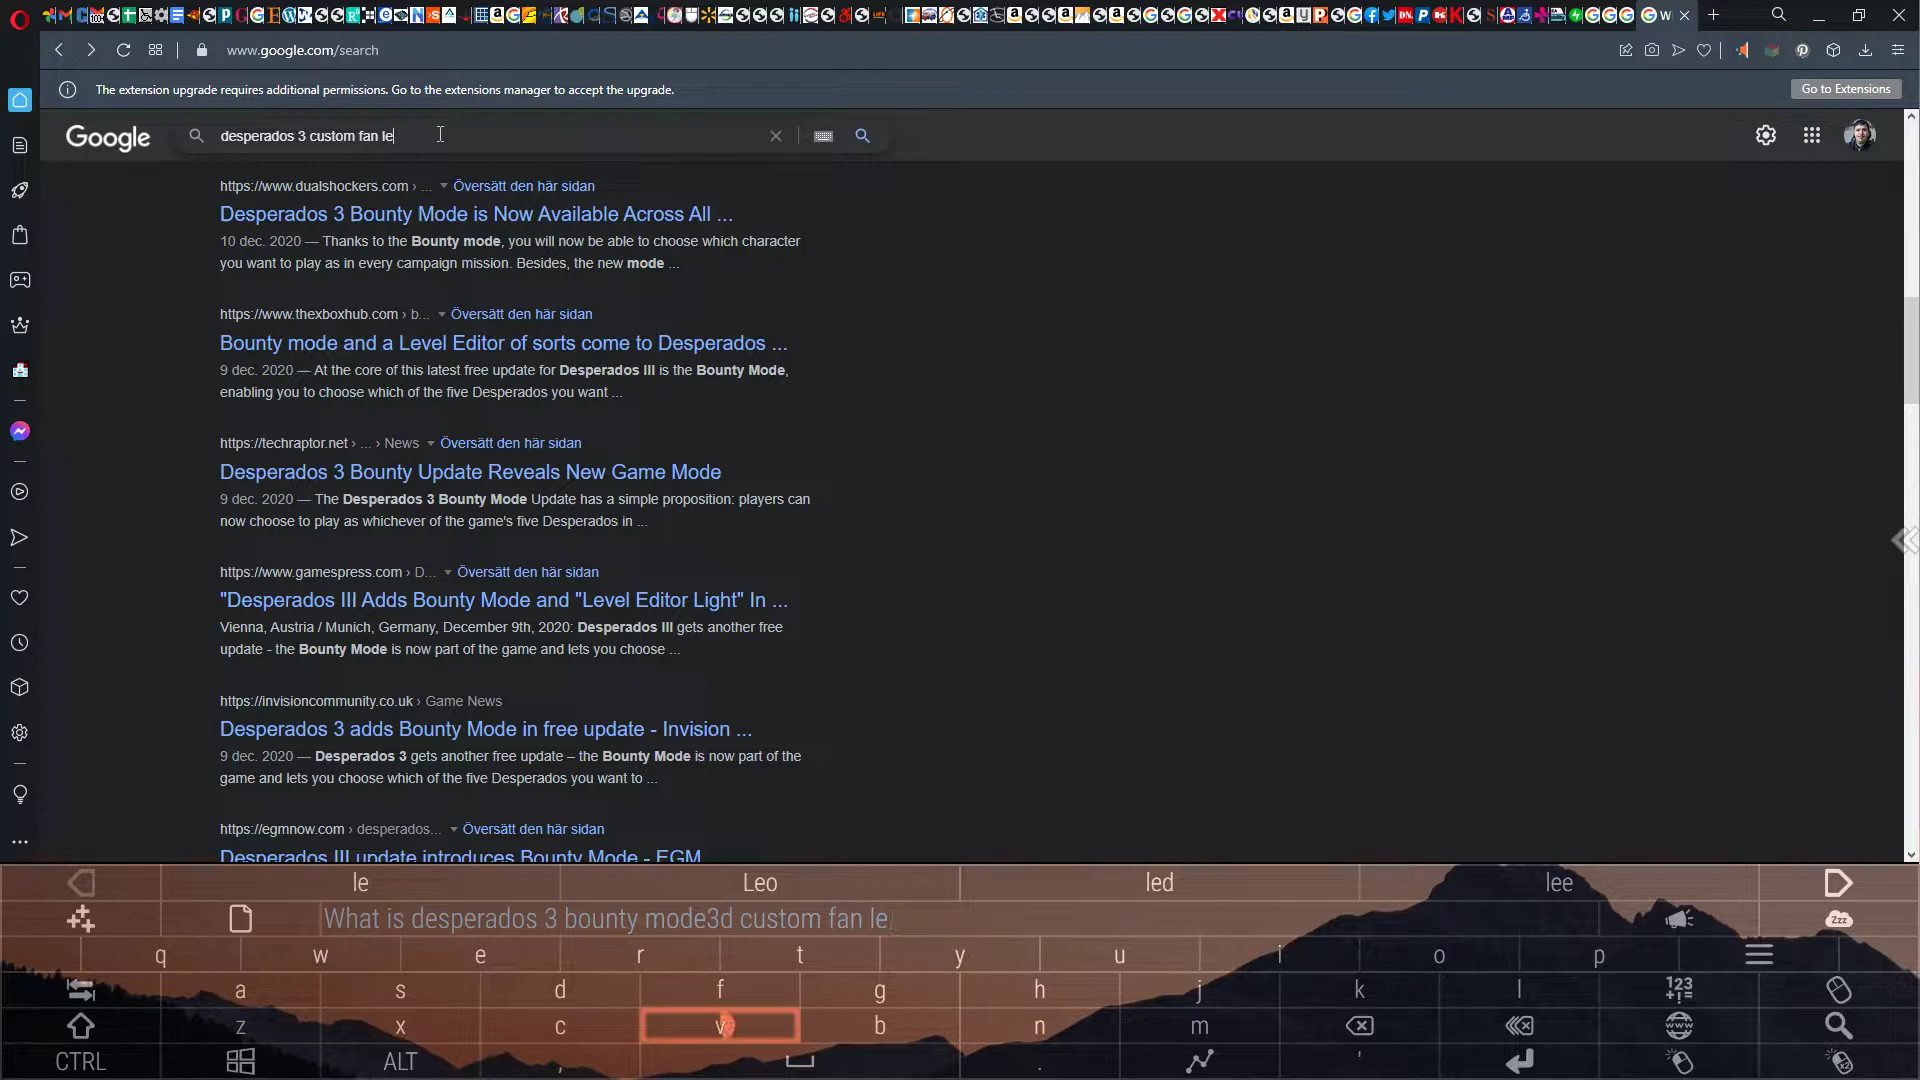 W
www.google.com/search
The extension upgrade requires additional permissions. Go to the extensions manager to accept the upgrade.
Go to Extensions
Google
desperados 3 custom fan le
https://www.dualshockers.com › ... Översätt den här sidan
Desperados 3 Bounty Mode is Now Available Across All ...
10 dec. 2020 — Thanks to the Bounty mode, you will now be able to choose which character
you want to play as in every campaign mission. Besides, the new mode ...
https://www.thexboxhub.com › b... Översätt den här sidan
Bounty mode and a Level Editor of sorts come to Desperados ...
9 dec. 2020 — At the core of this latest free update for Desperados III is the Bounty Mode,
enabling you to choose which of the five Desperados you want ...
https://techraptor.net › ... › News Översätt den här sidan
Desperados 3 Bounty Update Reveals New Game Mode
9 dec. 2020 — The Desperados 3 Bounty Mode Update has a simple proposition: players can
now choose to play as whichever of the game's five Desperados in ...
https://www.gamespress.com › D... Översätt den här sidan
"Desperados III Adds Bounty Mode and "Level Editor Light" In ...
Vienna, Austria / Munich, Germany, December 9th, 2020: Desperados III gets another free
update - the Bounty Mode is now part of the game and lets you choose ...
https://invisioncommunity.co.uk › Game News
Desperados 3 adds Bounty Mode in free update - Invision ...
9 dec. 2020 — Desperados 3 gets another free update – the Bounty Mode is now part of the
game and lets you choose which of the five Desperados you want to ...
https://egmnow.com › desperados... Översätt den här sidan
Desperados III update introduces Bounty Mode - EGM
le Leo led lee
What is desperados 3 bounty mode3d custom fan le
Zzz
q w e r t y u i o p
a s d f g h j k l 123
+!=
z x c v b n m www
CTRL ALT , . '
x2